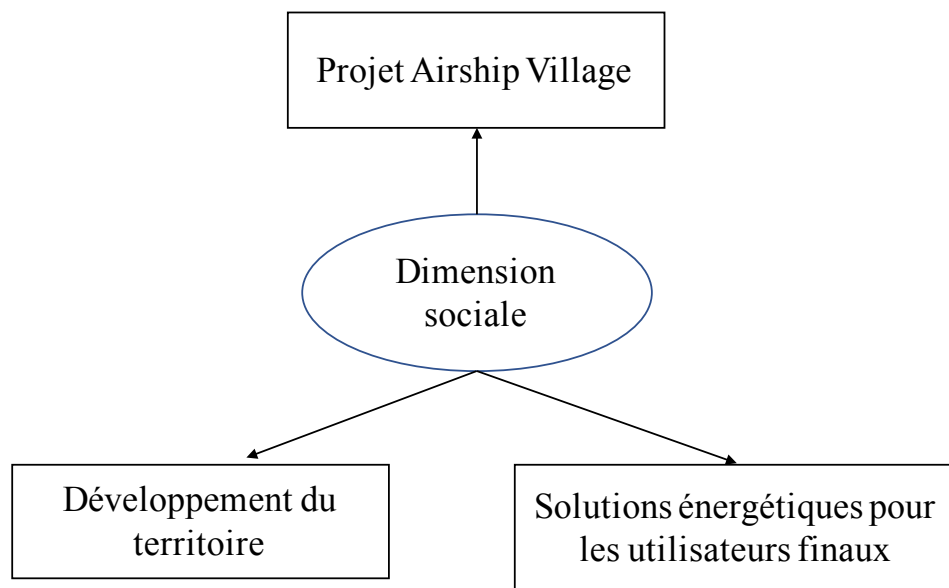 Projet Airship Village
Dimension
sociale
Développement du
territoire
Solutions énergétiques pour
les utilisateurs finaux